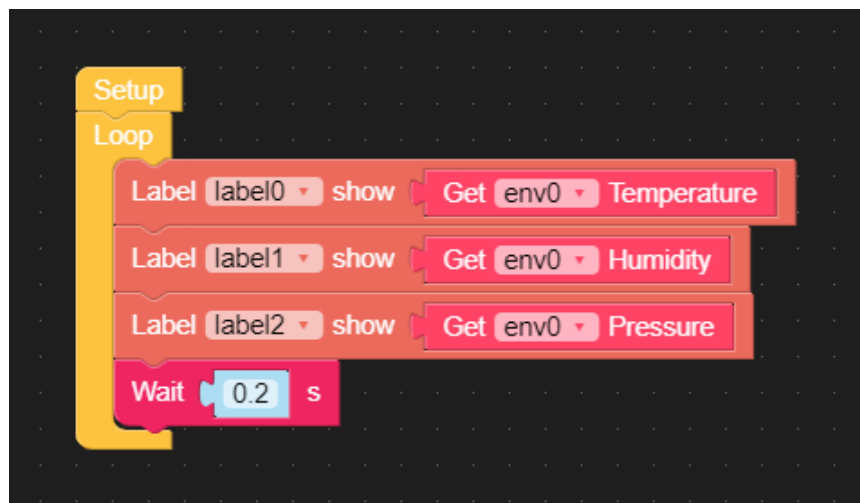 Setup
Loop
Label label0 show Get env0 Temperature
Label label1 show Get env0 Humidity
Label label2 show Get env0 Pressure
Wait 0.2 s